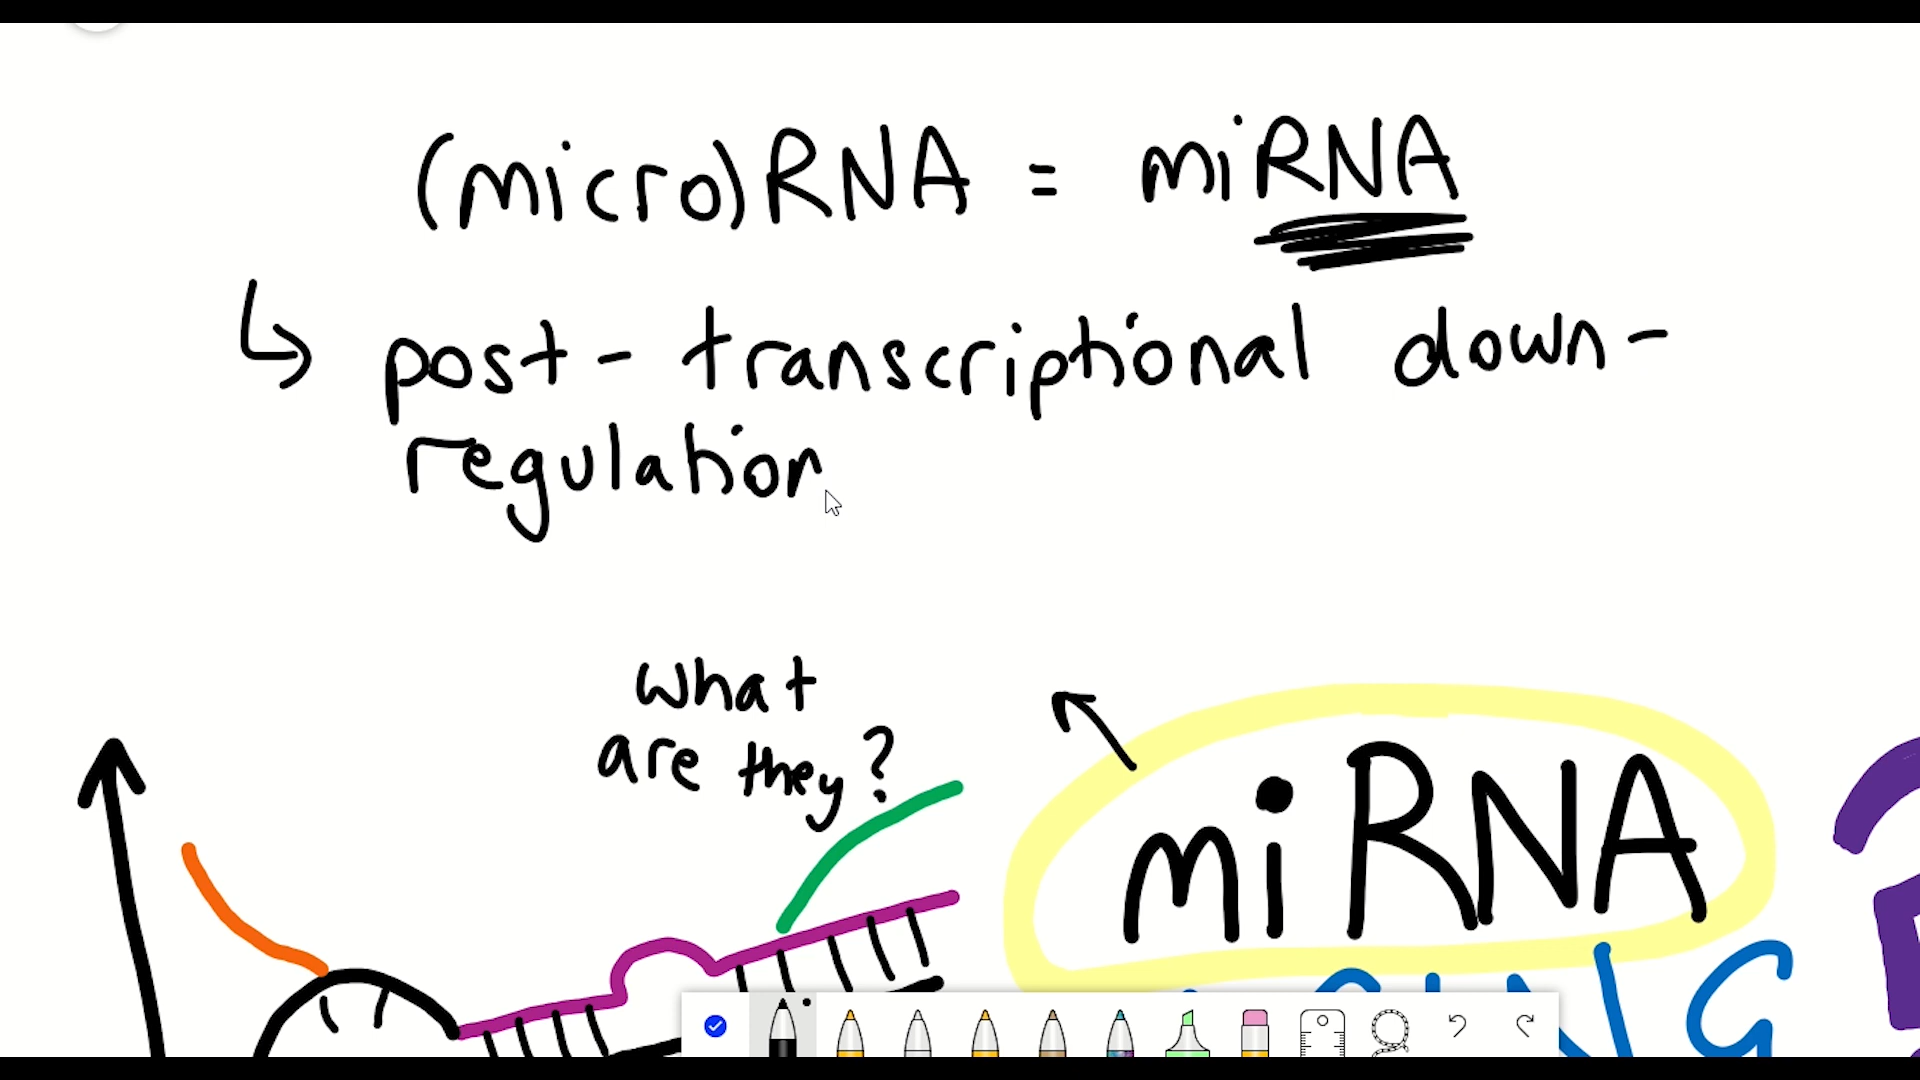 (micro)RNA = miRNA
↳ post-transcriptional down-
regulation
what
are they?
miRNA